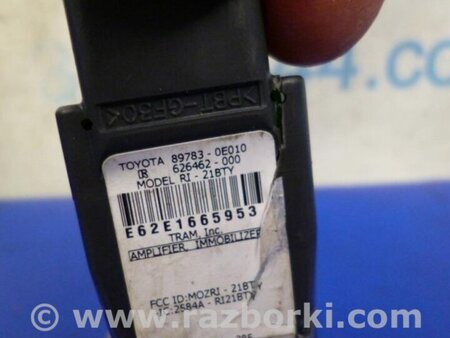 >PBT-GF30<
TOYOTA 89783-0E010
626462-000
MODEL RI-21BTY
E62E1665953
TRAM, Inc.
AMPLIFIER, IMMOBILIZER
FCC ID:MOZRI-21BTY
:2584A-RI21BTY
© www.razborki.com